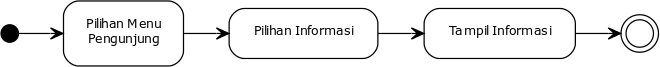 Pilihan Menu
Pengunjung
Pilihan Informasi
Tampil Informasi